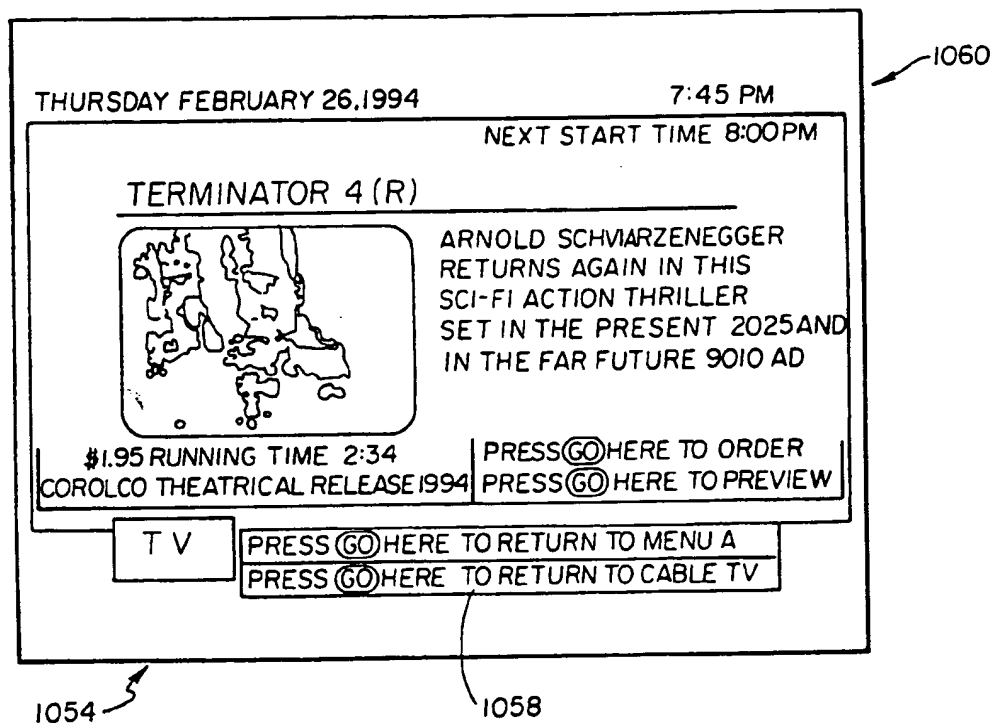 1060
THURSDAY FEBRUARY 26,1994 7:45 PM
NEXT START TIME 8:00PM
TERMINATOR 4 (R)
ARNOLD SCHVIARZENEGGER
RETURNS AGAIN IN THIS
SCI-FI ACTION THRILLER
SET IN THE PRESENT 2025 AND
IN THE FAR FUTURE 9010 AD
$1.95 RUNNING TIME 2:34
COROLCO THEATRICAL RELEASE 1994
PRESS GO HERE TO ORDER
PRESS GO HERE TO PREVIEW
TV
PRESS GO HERE TO RETURN TO MENU A
PRESS GO HERE TO RETURN TO CABLE TV
1054
1058